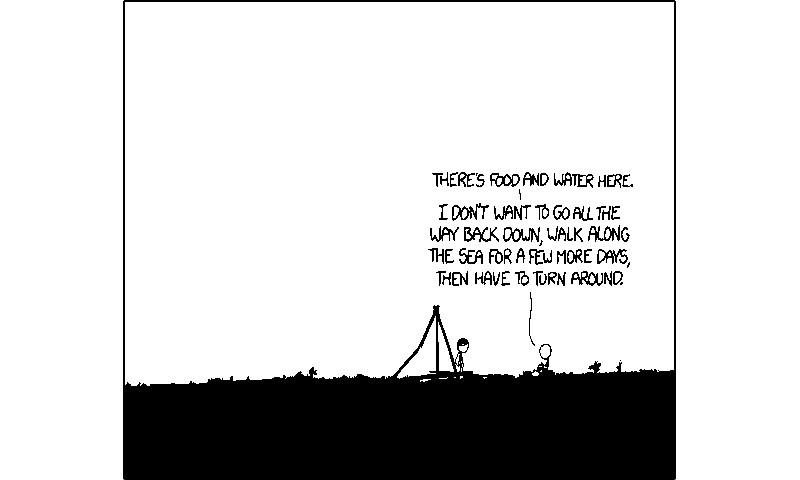 THERE'S FOOD AND WATER HERE.
I DON'T WANT TO GO ALL THE
WAY BACK DOWN, WALK ALONG
THE SEA FOR A FEW MORE DAYS,
THEN HAVE TO TURN AROUND.